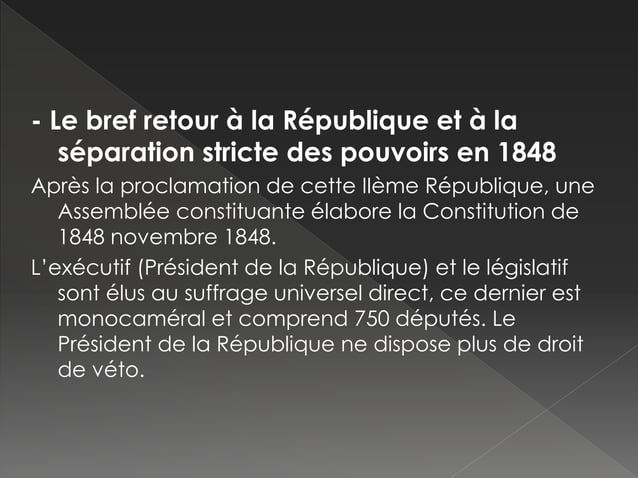 - Le bref retour à la République et à la
séparation stricte des pouvoirs en 1848
Après la proclamation de cette IIème République, une
Assemblée constituante élabore la Constitution de
1848 novembre 1848.
L’exécutif (Président de la République) et le législatif
sont élus au suffrage universel direct, ce dernier est
monocaméral et comprend 750 députés. Le
Président de la République ne dispose plus de droit
de véto.